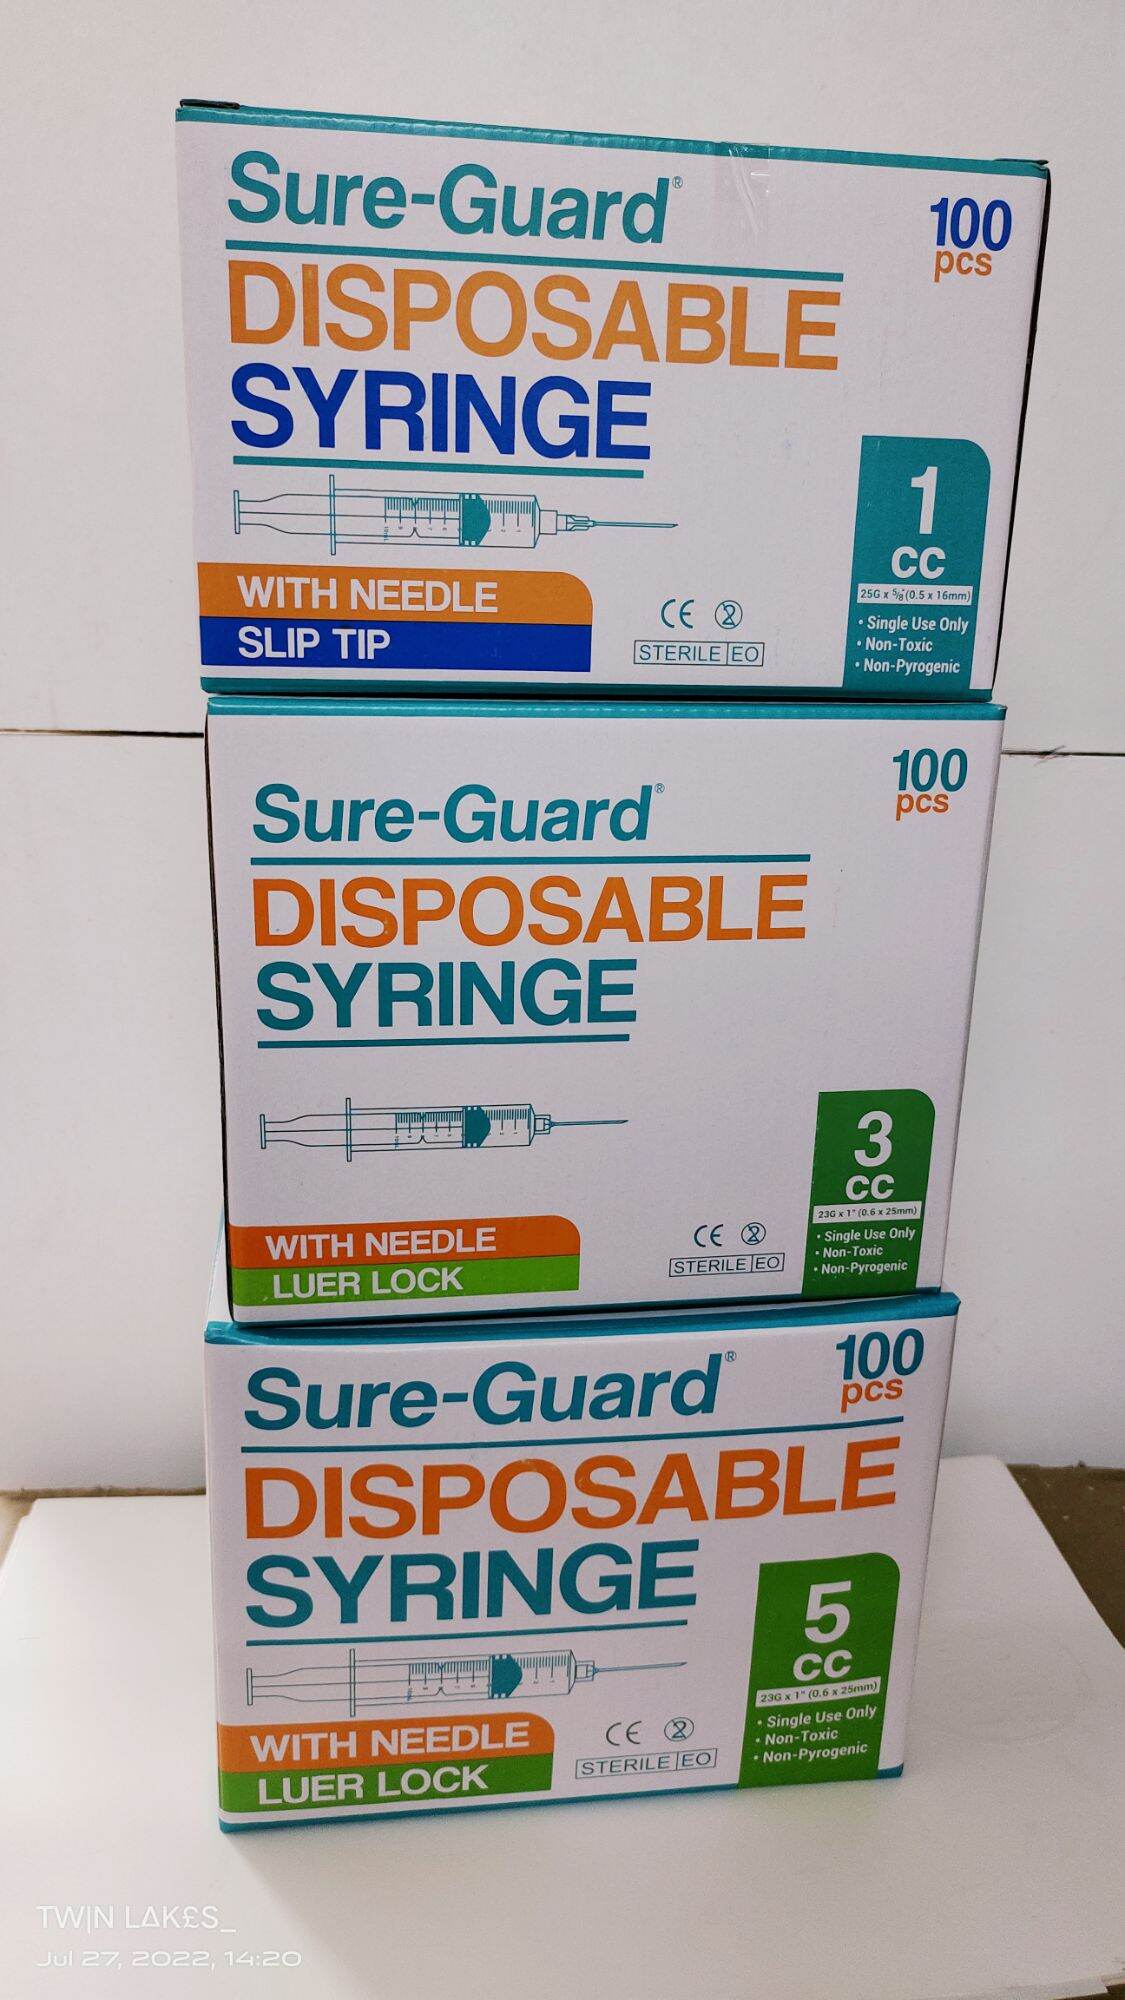 Sure-Guard®
100
pcs
DISPOSABLE
SYRINGE
1
CC
25G x 5/8" (0.5 x 16mm)
• Single Use Only
• Non-Toxic
• Non-Pyrogenic
WITH NEEDLE
SLIP TIP
CE
2
STERILE EO
Sure-Guard®
100
pcs
DISPOSABLE
SYRINGE
3
CC
23G x 1" (0.6 x 25mm)
• Single Use Only
• Non-Toxic
• Non-Pyrogenic
WITH NEEDLE
LUER LOCK
CE
2
STERILE EO
Sure-Guard®
100
pcs
DISPOSABLE
SYRINGE
5
CC
23G x 1" (0.6 x 25mm)
• Single Use Only
• Non-Toxic
• Non-Pyrogenic
WITH NEEDLE
LUER LOCK
CE
2
STERILE EO
TW|N LΔK£S_
Jul 27, 2022, 14:20